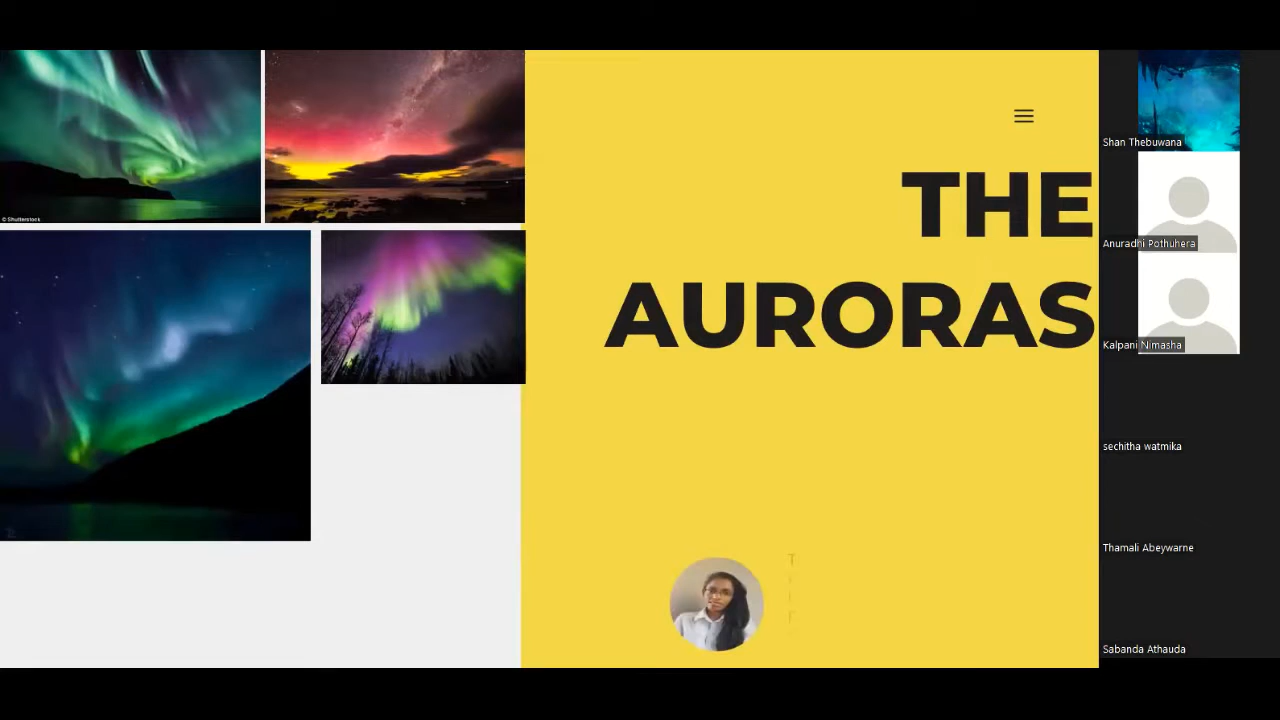 © Shutterstock
THE
AURORAS
Shan Thebuwana
Anuradhi Pothuhera
Kalpani Nimasha
sechitha watmika
Thamali Abeywarne
Sabanda Athauda